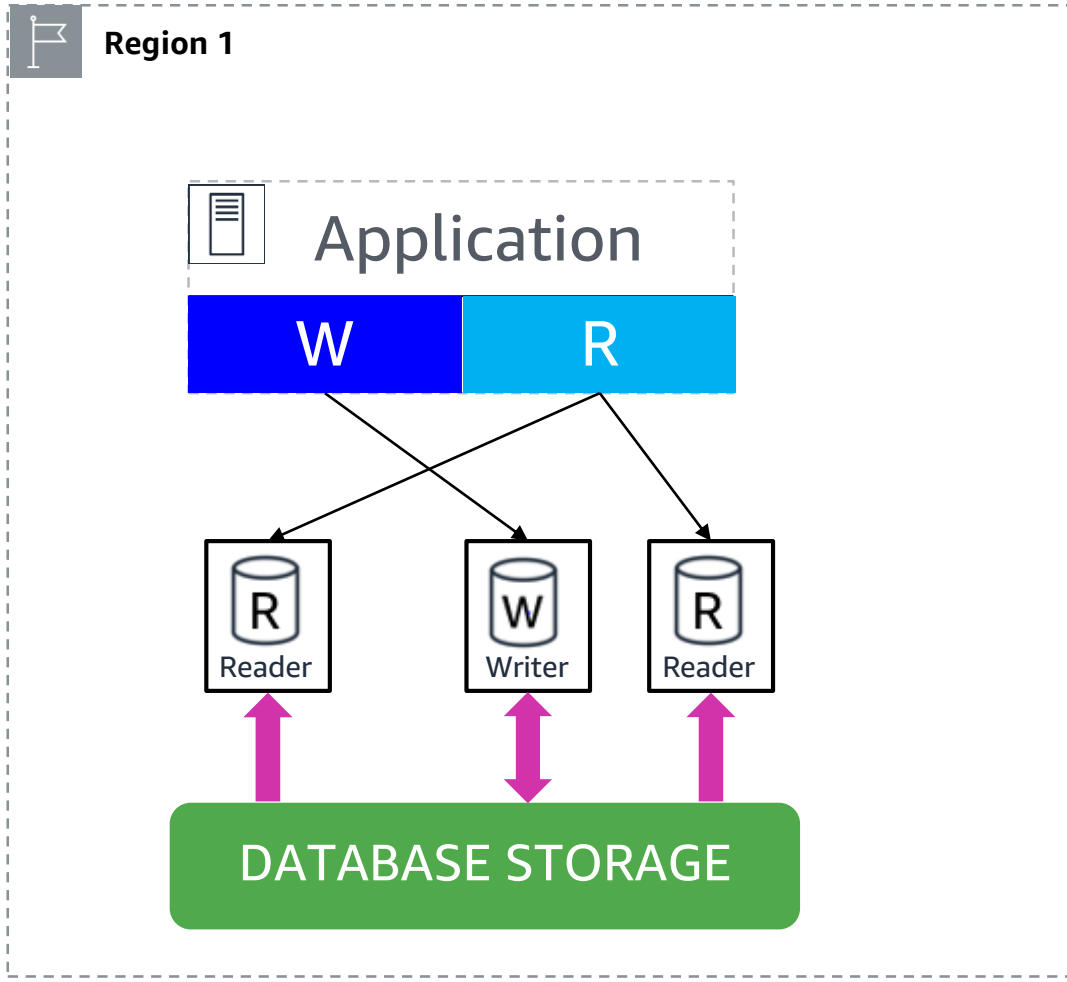 Region 1
Application
W R
R W R
Reader Writer Reader
DATABASE STORAGE